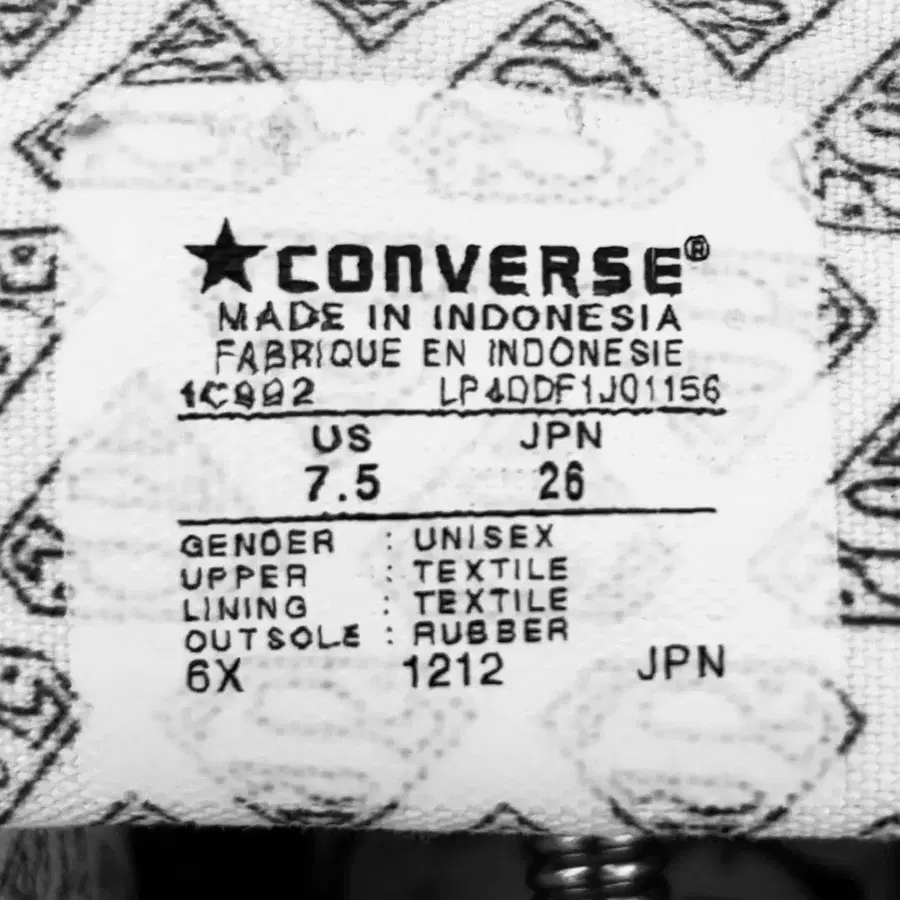 ★CONVERSE®
MADE IN INDONESIA
FABRIQUE EN INDONESIE
1C992 LP4DDF1J01156
US JPN
7.5 26
GENDER : UNISEX
UPPER : TEXTILE
LINING : TEXTILE
OUTSOLE : RUBBER
6X 1212 JPN